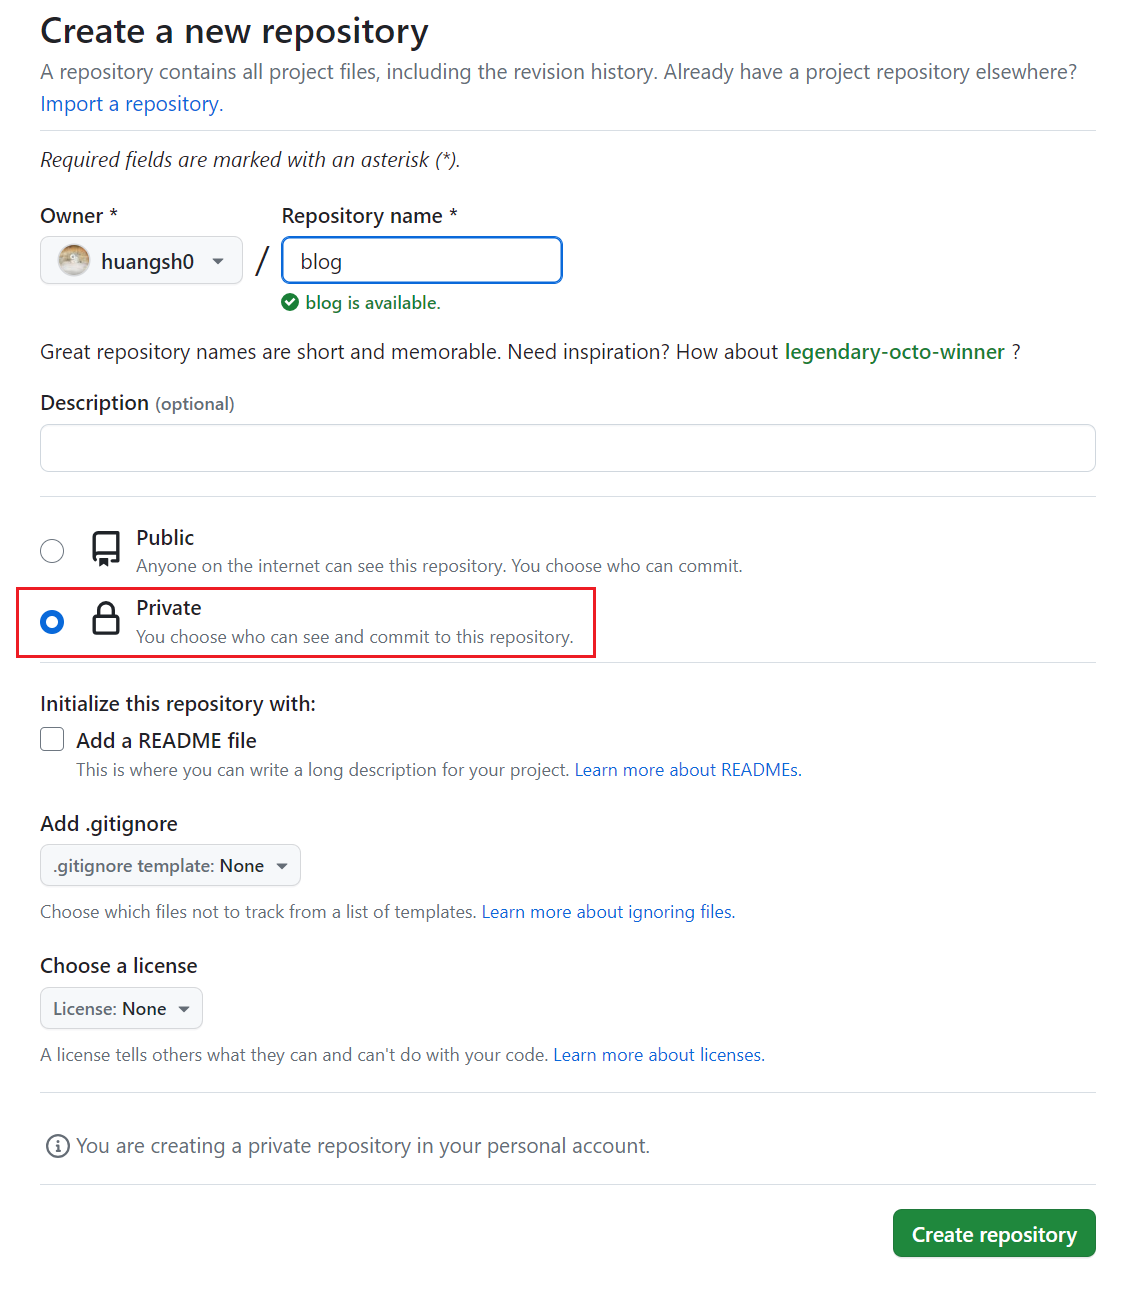 Create a new repository
A repository contains all project files, including the revision history. Already have a project repository elsewhere?
Import a repository.
Required fields are marked with an asterisk (*).
Owner * Repository name *
huangsh0 / blog
blog is available.
Great repository names are short and memorable. Need inspiration? How about legendary-octo-winner ?
Description (optional)
Public
Anyone on the internet can see this repository. You choose who can commit.
Private
You choose who can see and commit to this repository.
Initialize this repository with:
Add a README file
This is where you can write a long description for your project. Learn more about READMEs.
Add .gitignore
.gitignore template: None
Choose which files not to track from a list of templates. Learn more about ignoring files.
Choose a license
License: None
A license tells others what they can and can't do with your code. Learn more about licenses.
You are creating a private repository in your personal account.
Create repository